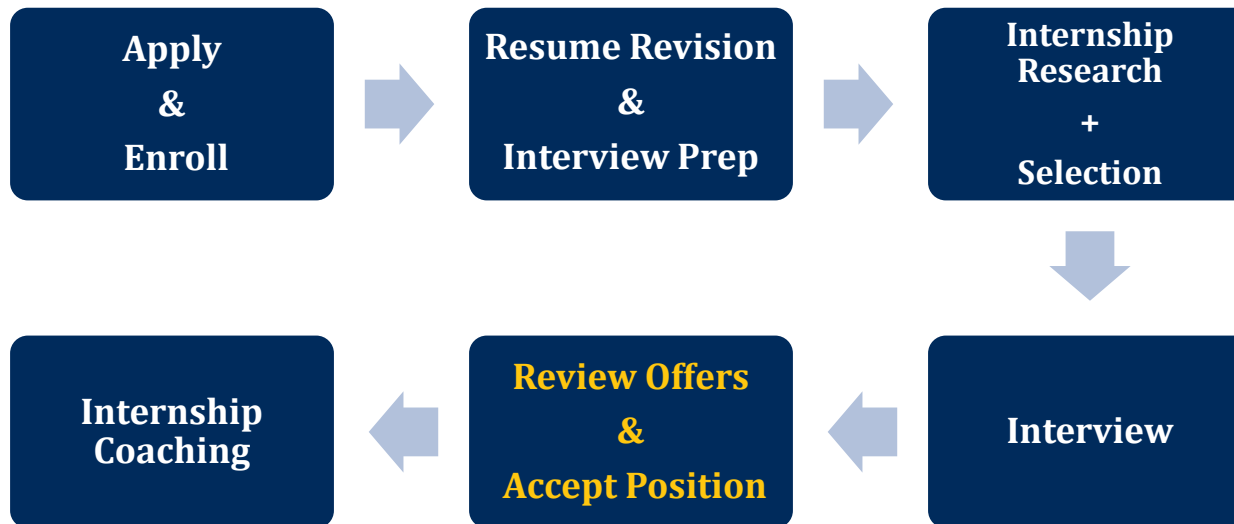 Apply
&
Enroll
Resume Revision
&
Interview Prep
Internship
Research
+
Selection
Interview
Review Offers
&
Accept Position
Internship
Coaching